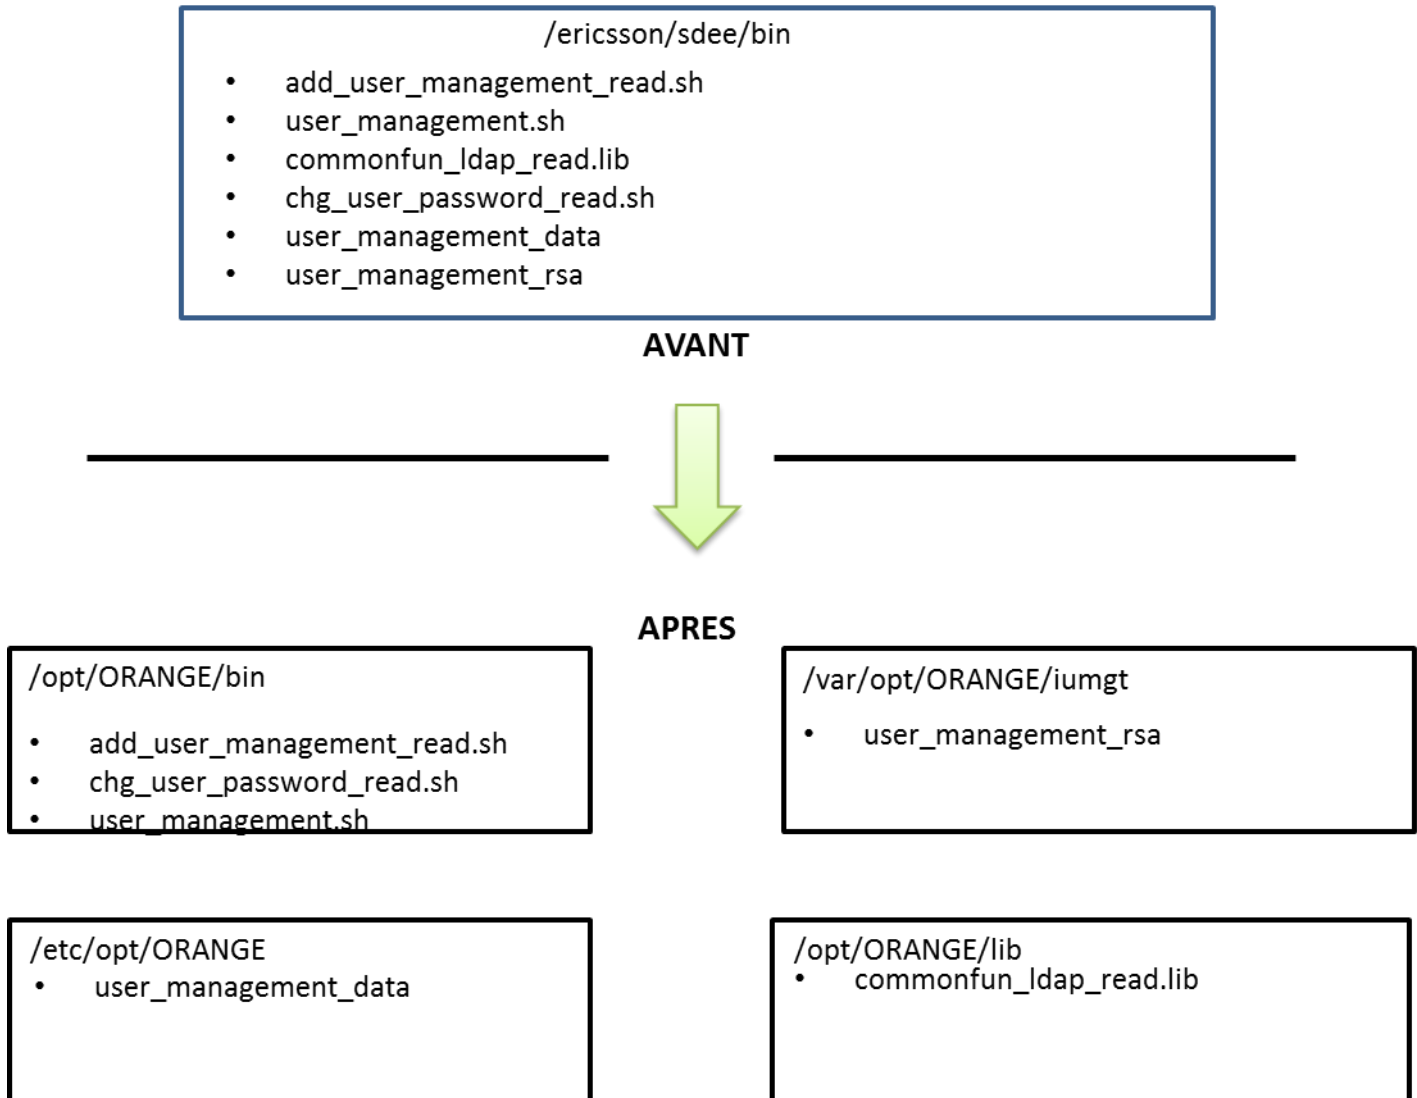 /ericsson/sdee/bin
• add_user_management_read.sh
• user_management.sh
• commonfun_ldap_read.lib
• chg_user_password_read.sh
• user_management_data
• user_management_rsa
AVANT
APRES
/opt/ORANGE/bin
• add_user_management_read.sh
• chg_user_password_read.sh
• user_management.sh
/var/opt/ORANGE/iumgt
• user_management_rsa
/etc/opt/ORANGE
• user_management_data
/opt/ORANGE/lib
• commonfun_ldap_read.lib